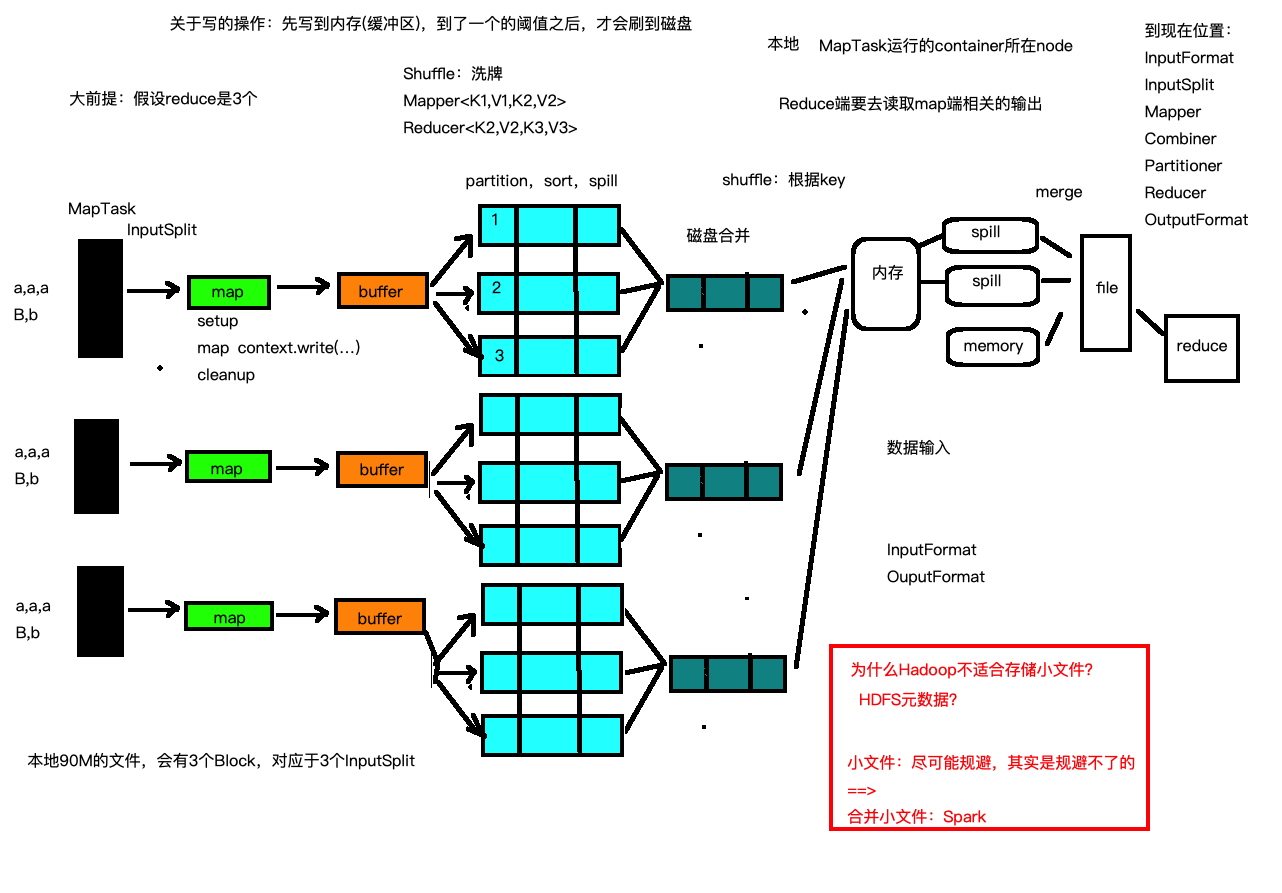 关于写的操作：先写到内存(缓冲区)，到了一个的阈值之后，才会刷到磁盘
大前提：假设reduce是3个
Shuffle：洗牌
Mapper<K1,V1,K2,V2>
Reducer<K2,V2,K3,V3>
本地
MapTask运行的container所在node
Reduce端要去读取map端相关的输出
到现在位置：
InputFormat
InputSplit
Mapper
Combiner
Partitioner
Reducer
OutputFormat
partition，sort，spill
shuffle：根据key
merge
MapTask
InputSplit
磁盘合并
a,a,a
B,b
map
setup
map context.write(…)
cleanup
buffer
1
2
3
内存
spill
spill
memory
file
reduce
a,a,a
B,b
map
buffer
数据输入
InputFormat
OuputFormat
a,a,a
B,b
map
buffer
本地90M的文件，会有3个Block，对应于3个InputSplit
为什么Hadoop不适合存储小文件?
HDFS元数据?
小文件：尽可能规避，其实是规避不了的
==>
合并小文件：Spark